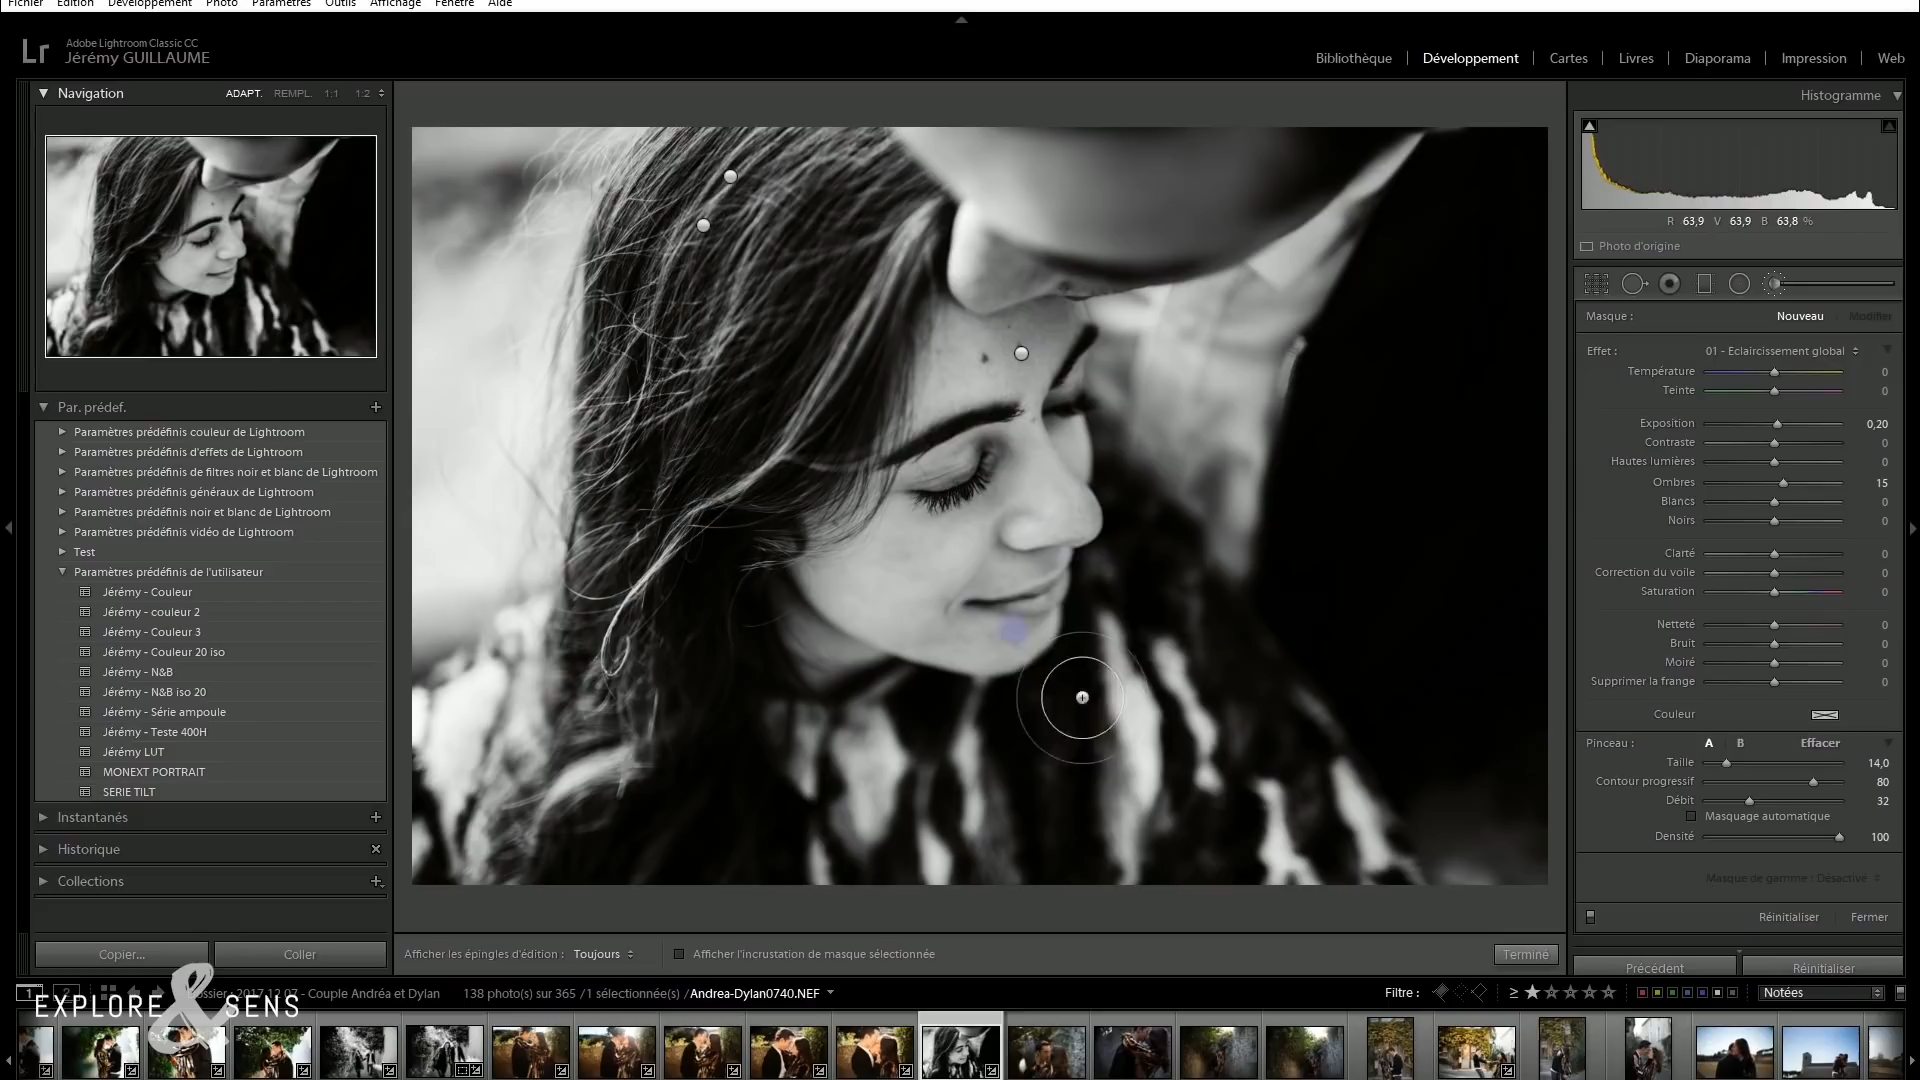 Fichier Edition Développement Photo Paramètres Outils Affichage Fenêtre Aide
Lr Adobe Lightroom Classic CC
Jérémy GUILLAUME
Bibliothèque | Développement | Cartes | Livres | Diaporama | Impression | Web
Navigation ADAPT. REMPL. 1:1 1:2
Par. prédéf. +
Paramètres prédéfinis couleur de Lightroom
Paramètres prédéfinis d'effets de Lightroom
Paramètres prédéfinis de filtres noir et blanc de Lightroom
Paramètres prédéfinis généraux de Lightroom
Paramètres prédéfinis noir et blanc de Lightroom
Paramètres prédéfinis vidéo de Lightroom
Test
Paramètres prédéfinis de l'utilisateur
Jérémy - Couleur
Jérémy - couleur 2
Jérémy - Couleur 3
Jérémy - Couleur 20 iso
Jérémy - N&B
Jérémy - N&B iso 20
Jérémy - Série ampoule
Jérémy - Teste 400H
Jérémy LUT
MONEXT PORTRAIT
SERIE TILT
Instantanés +
Historique ×
Collections +
Copier... Coller
Afficher les épingles d'édition : Toujours
Afficher l'incrustation de masque sélectionnée
Terminé
Histogramme
R 63,9 V 63,9 B 63,8 %
Photo d'origine
Masque : Nouveau Modifier
Effet : 01 - Eclaircissement global
Température 0
Teinte 0
Exposition 0,20
Contraste 0
Hautes lumières 0
Ombres 15
Blancs 0
Noirs 0
Clarté 0
Correction du voile 0
Saturation 0
Netteté 0
Bruit 0
Moiré 0
Supprimer la frange 0
Couleur
Pinceau : A B Effacer
Taille 14,0
Contour progressif 80
Débit 32
Masquage automatique
Densité 100
Masque de gamme : Désactivé
Réinitialiser Fermer
Précédent Réinitialiser
1 2 Dossier : 2017 12 07 - Couple Andréa et Dylan 138 photo(s) sur 365 /1 sélectionnée(s) /Andrea-Dylan0740.NEF
Filtre : ≥ Notées
EXPLORE & SENS